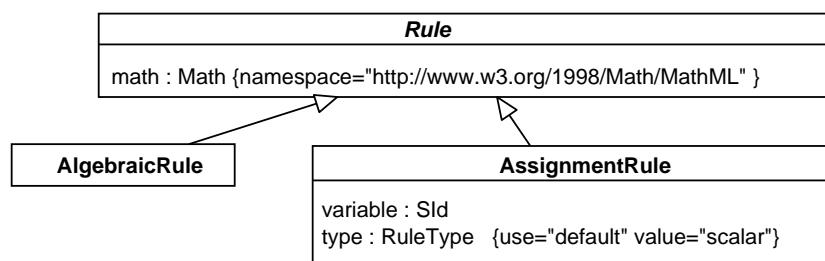 Rule
math : Math {namespace="http://www.w3.org/1998/Math/MathML" }
AlgebraicRule
AssignmentRule
variable : SId
type : RuleType {use="default" value="scalar"}